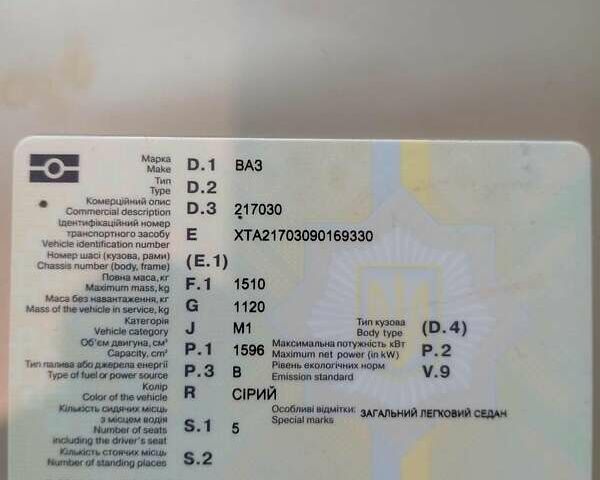 Марка
Make D.1 ВАЗ
Тип
Type D.2
Комерційний опис
Commercial description D.3 217030
Ідентифікаційний номер
транспортного засобу
Vehicle identification number E XTA21703090169330
Номер шасі (кузова, рами)
Chassis number (body, frame) (E.1)
Повна маса, кг
Maximum mass, kg F.1 1510
Маса без навантаження, кг
Mass of the vehicle in service, kg G 1120
Категорія
Vehicle category J M1
Тип кузова
Body type (D.4)
Об'єм двигуна, см³
Capacity, cm³ P.1 1596
Максимальна потужність кВт
Maximum net power (in kW) P.2
Тип палива або джерела енергії
Type of fuel or power source P.3 B
Рівень екологічних норм
Emission standard V.9
Колір
Color of the vehicle R СІРИЙ
Кількість сидячих місць
з місцем водія
Number of seats
including the driver's seat S.1 5
Особливі відмітки: ЗАГАЛЬНИЙ ЛЕГКОВИЙ СЕДАН
Special marks
Кількість стоячих місць
Number of standing places S.2